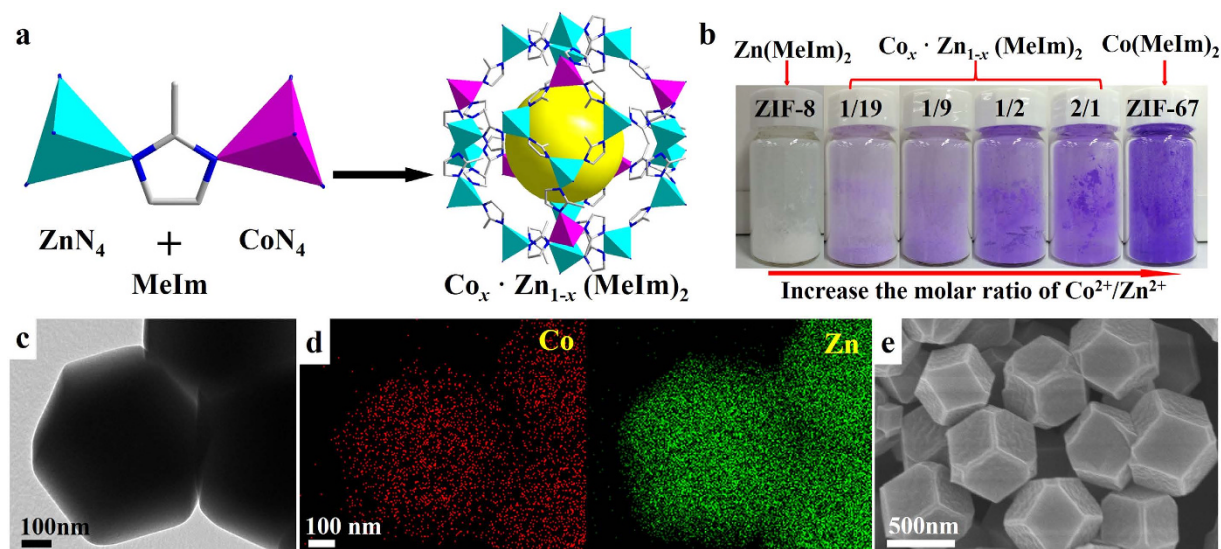 a
ZnN₄ + CoN₄
MeIm
Coₓ · Zn₁₋ₓ (MeIm)₂
b
Zn(MeIm)₂
Coₓ · Zn₁₋ₓ (MeIm)₂
Co(MeIm)₂
ZIF-8 1/19 1/9 1/2 2/1 ZIF-67
Increase the molar ratio of Co²⁺/Zn²⁺
c
100nm
d
Co
Zn
100 nm
e
500nm